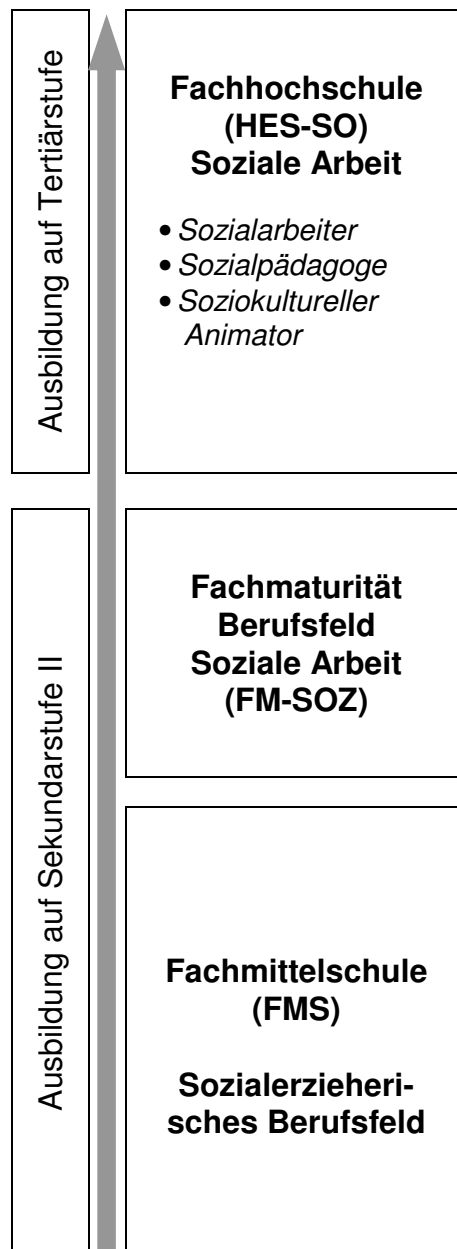 Ausbildung auf Tertiärstufe
Fachhochschule
(HES-SO)
Soziale Arbeit
• Sozialarbeiter
• Sozialpädagoge
• Soziokultureller
Animator
Ausbildung auf Sekundarstufe II
Fachmaturität
Berufsfeld
Soziale Arbeit
(FM-SOZ)
Fachmittelschule
(FMS)
Sozialerzieheri-
sches Berufsfeld